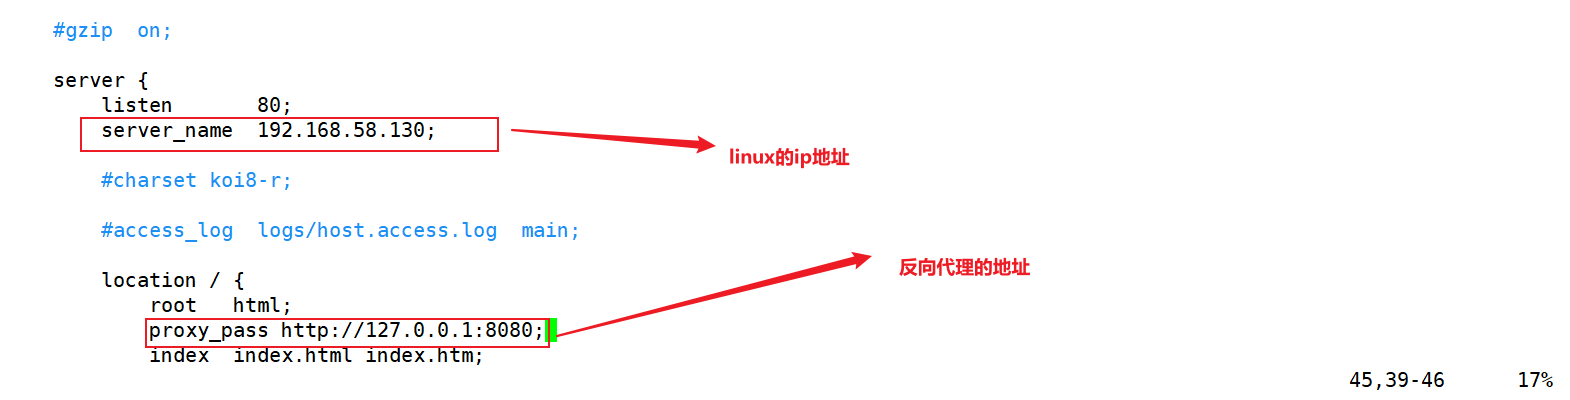 #gzip  on;
server {
listen       80;
server_name  192.168.58.130;
linux的ip地址
#charset koi8-r;
#access_log  logs/host.access.log  main;
反向代理的地址
location / {
root   html;
proxy_pass http://127.0.0.1:8080;
index  index.html index.htm;
45,39-46      17%